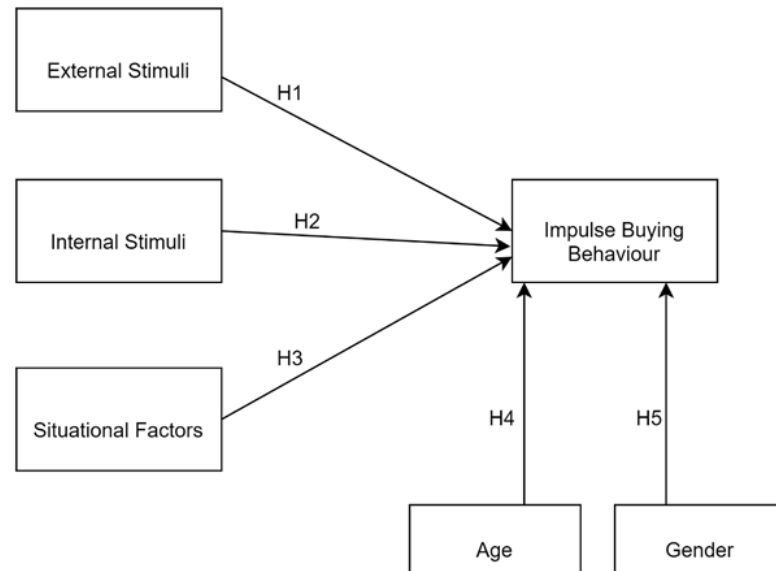 External Stimuli
H1
Internal Stimuli
H2
Impulse Buying
Behaviour
H3
Situational Factors
H4
H5
Age
Gender